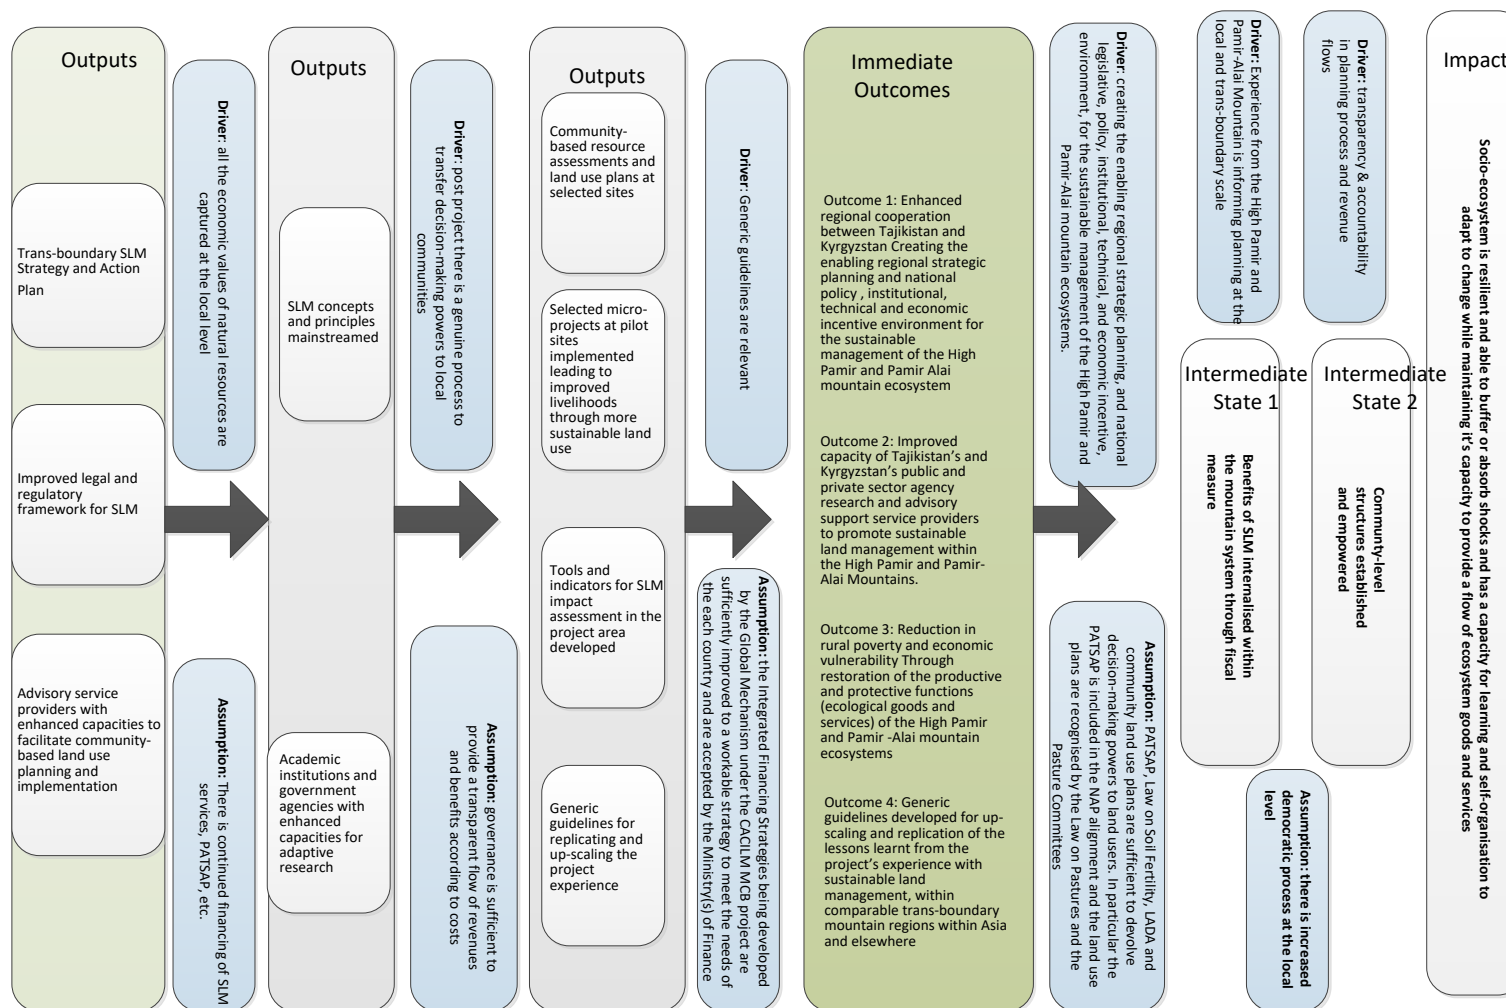 Outputs
Trans-boundary SLM
Strategy and Action
Plan
Improved legal and
regulatory
framework for SLM
Advisory service
providers with
enhanced capacities to
facilitate community-
based land use
planning and
implementation
Driver: all the economic values of natural resources are
captured at the local level
Assumption: There is continued financing of SLM
services, PATSAP, etc.
Outputs
SLM concepts
and principles
mainstreamed
Academic
institutions and
government
agencies with
enhanced
capacities for
adaptive
research
Driver: post project there is a genuine process to
transfer decision-making powers to local
communities
Assumption: governance is sufficient to
provide a transparent flow of revenues
and benefits according to costs
Outputs
Community-
based resource
assessments and
land use plans at
selected sites
Selected micro-
projects at pilot
sites
implemented
leading to
improved
livelihoods
through more
sustainable land
use
Tools and
indicators for SLM
impact
assessment in the
project area
developed
Generic
guidelines for
replicating and
up-scaling the
project
experience
Driver: Generic guidelines are relevant
Assumption: the Integrated Financing Strategies being developed
by the Global Mechanism under the CACILM MCB project are
sufficiently improved to a workable strategy to meet the needs of
the each country and are accepted by the Ministry(s) of Finance
Immediate
Outcomes
Outcome 1: Enhanced
regional cooperation
between Tajikistan and
Kyrgyzstan Creating the
enabling regional strategic
planning and national
policy , institutional,
technical and economic
incentive environment for
the sustainable
management of the High
Pamir and Pamir Alai
mountain ecosystem
Outcome 2: Improved
capacity of Tajikistan’s and
Kyrgyzstan’s public and
private sector agency
research and advisory
support service providers
to promote sustainable
land management within
the High Pamir and Pamir-
Alai Mountains.
Outcome 3: Reduction in
rural poverty and economic
vulnerability Through
restoration of the productive
and protective functions
(ecological goods and
services) of the High Pamir
and Pamir -Alai mountain
ecosystems
Outcome 4: Generic
guidelines developed for up-
scaling and replication of the
lessons learnt from the
project’s experience with
sustainable land
management, within
comparable trans-boundary
mountain regions within Asia
and elsewhere
Driver: creating the enabling regional strategic planning, and national
legislative, policy, institutional, technical, and economic incentive,
environment, for the sustainable management of the High Pamir and
Pamir-Alai mountain ecosystems.
Assumption: PATSAP, Law on Soil Fertility, LADA and
community land use plans are sufficient to devolve
decision-making powers to land users. In particular the
PATSAP is included in the NAP alignment and the land use
plans are recognised by the Law on Pastures and the
Pasture Committees
Driver: Experience from the High Pamir and
Pamir-Alai Mountain is informing planning at the
local and trans-boundary scale
Driver: transparency & accountability
in planning process and revenue
flows
Intermediate
State 1
Benefits of SLM internalised within
the mountain system through fiscal
measure
Intermediate
State 2
Community-level
structures established
and empowered
Assumption: there is increased
democratic process at the local
level
Impact
Socio-ecosystem is resilient and able to buffer or absorb shocks and has a capacity for learning and self-organisation to
adapt to change while maintaining it’s capacity to provide a flow of ecosystem goods and services